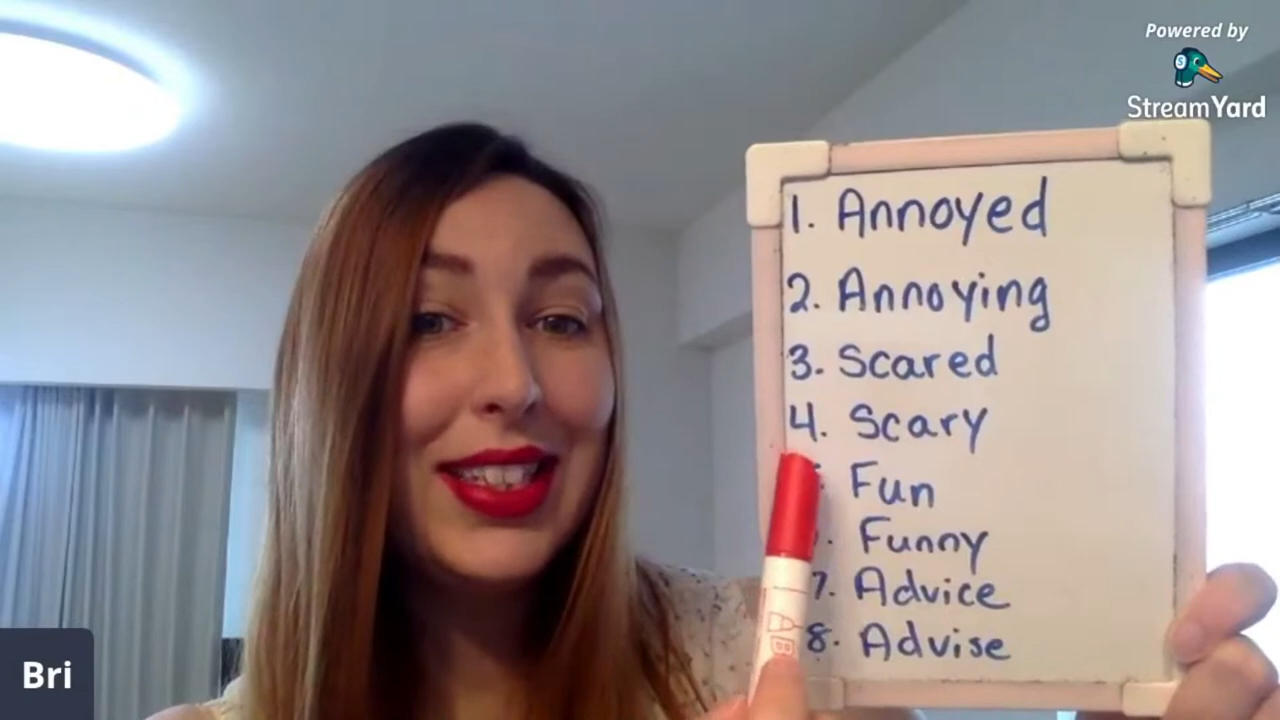 Powered by
StreamYard
1. Annoyed
2. Annoying
3. Scared
4. Scary
Fun
Funny
7. Advice
8. Advise
Bri